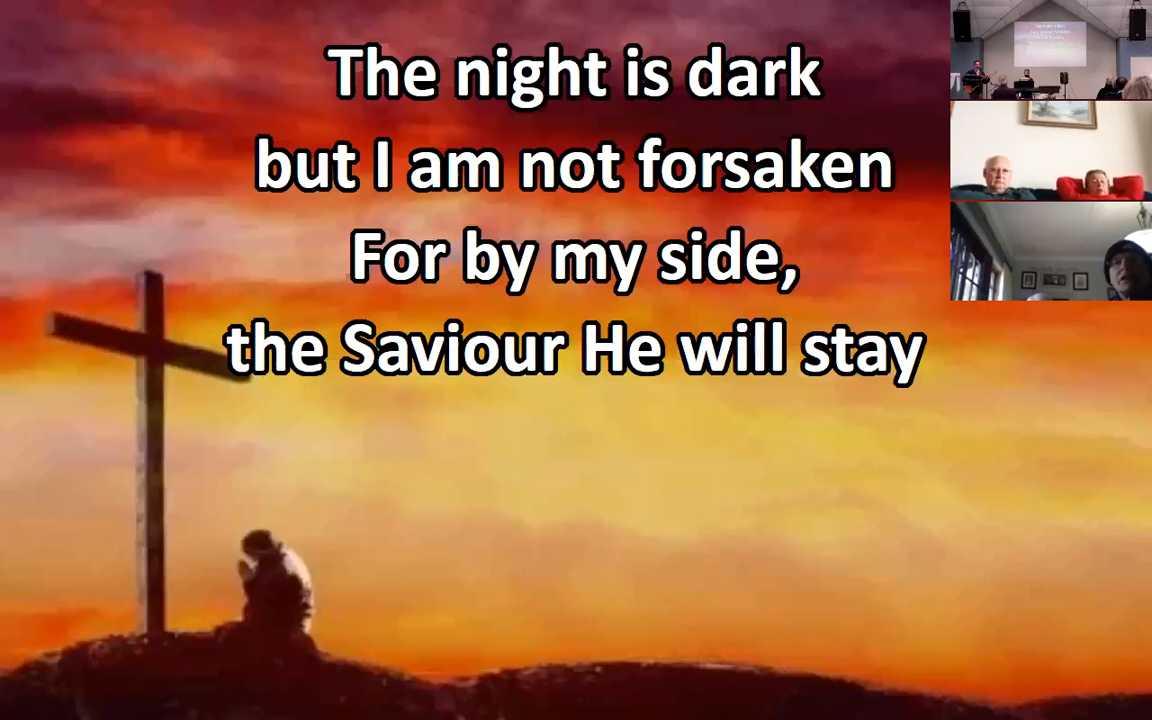 The night is dark
but I am not forsaken
For by my side,
the Saviour He will stay